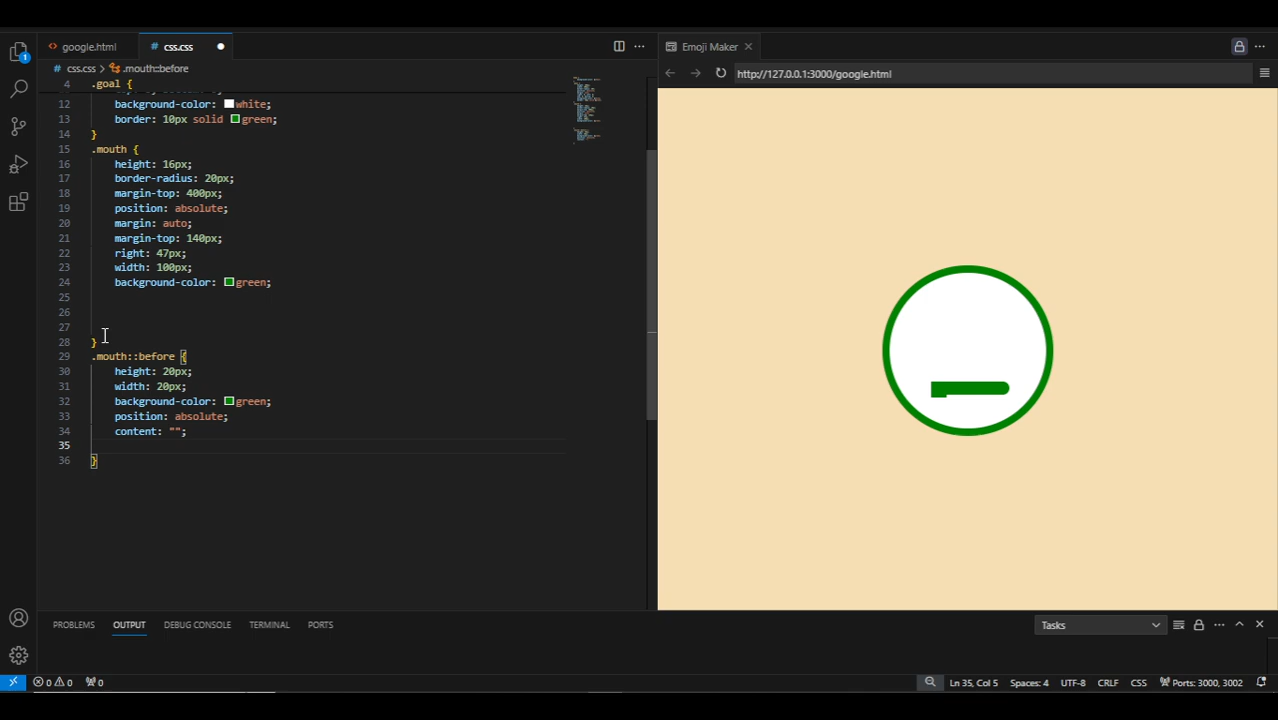 google.html
css.css
Emoji Maker
css.css > .mouth::before
http://127.0.0.1:3000/google.html
1
4 .goal {
12 background-color: white;
13 border: 10px solid green;
14 }
15 .mouth {
16 height: 16px;
17 border-radius: 20px;
18 margin-top: 400px;
19 position: absolute;
20 margin: auto;
21 margin-top: 140px;
22 right: 47px;
23 width: 100px;
24 background-color: green;
25
26
27
28 }
29 .mouth::before {
30 height: 20px;
31 width: 20px;
32 background-color: green;
33 position: absolute;
34 content: "";
35
36 }
PROBLEMS OUTPUT DEBUG CONSOLE TERMINAL PORTS
Tasks
0 0 0
Ln 35, Col 5 Spaces: 4 UTF-8 CRLF CSS Ports: 3000, 3002